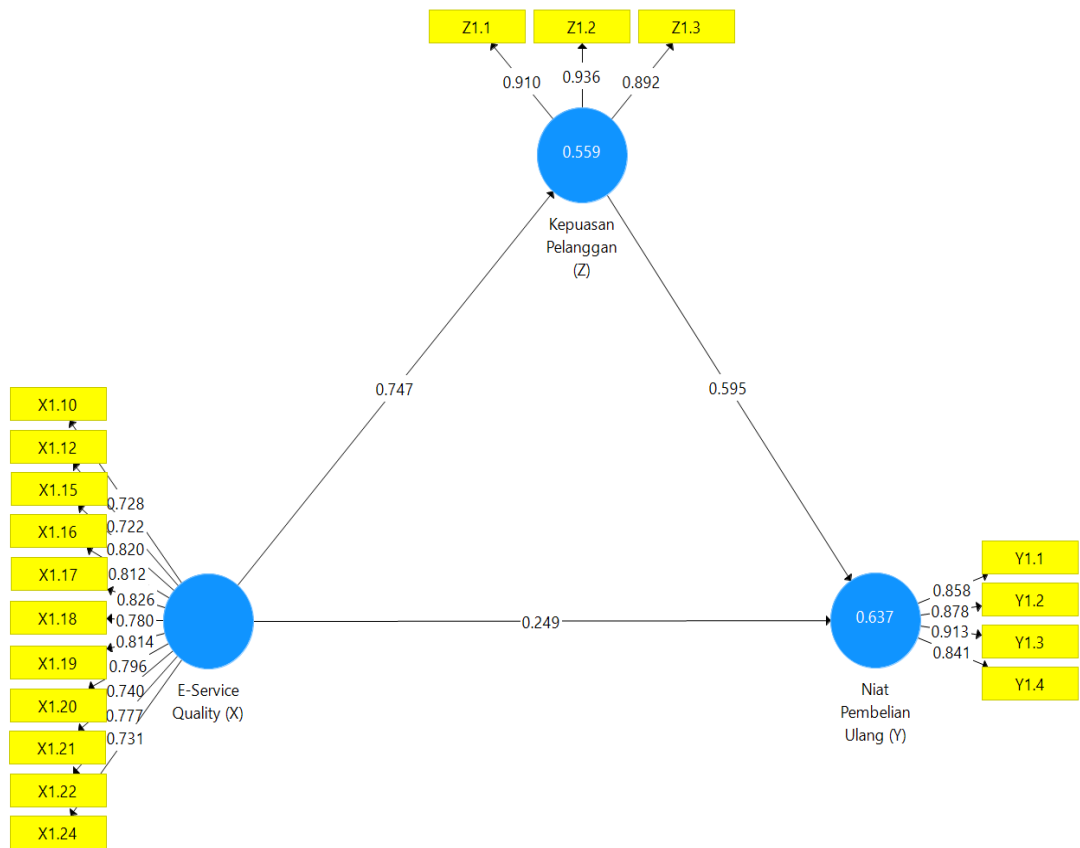 Z1.1
Z1.2
Z1.3
0.910
0.936
0.892
0.559
Kepuasan
Pelanggan
(Z)
0.747
0.595
X1.10
X1.12
X1.15
X1.16
X1.17
X1.18
X1.19
X1.20
X1.21
X1.22
X1.24
0.728
0.722
0.820
0.812
0.826
0.780
0.814
0.796
0.740
0.777
0.731
E-Service
Quality (X)
0.249
0.637
Niat
Pembelian
Ulang (Y)
0.858
0.878
0.913
0.841
Y1.1
Y1.2
Y1.3
Y1.4